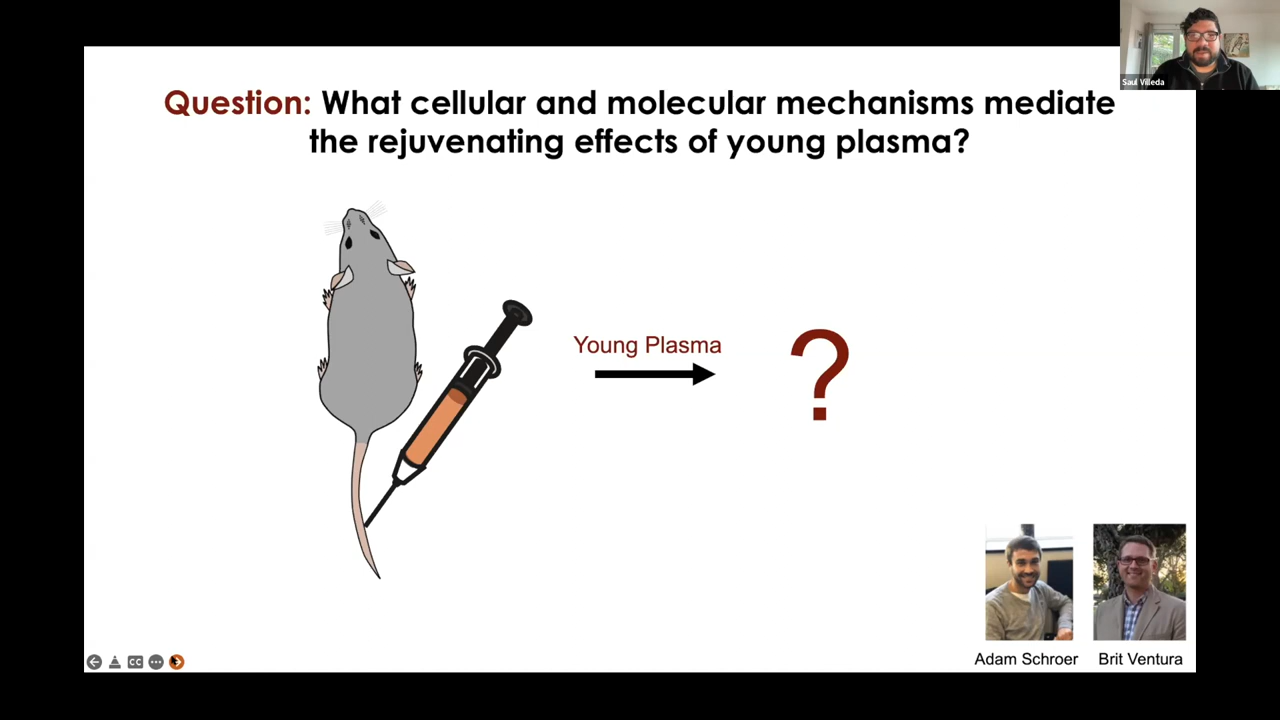 Saul Villeda
Question: What cellular and molecular mechanisms mediate
the rejuvenating effects of young plasma?
Young Plasma
?
Adam Schroer
Brit Ventura
CC